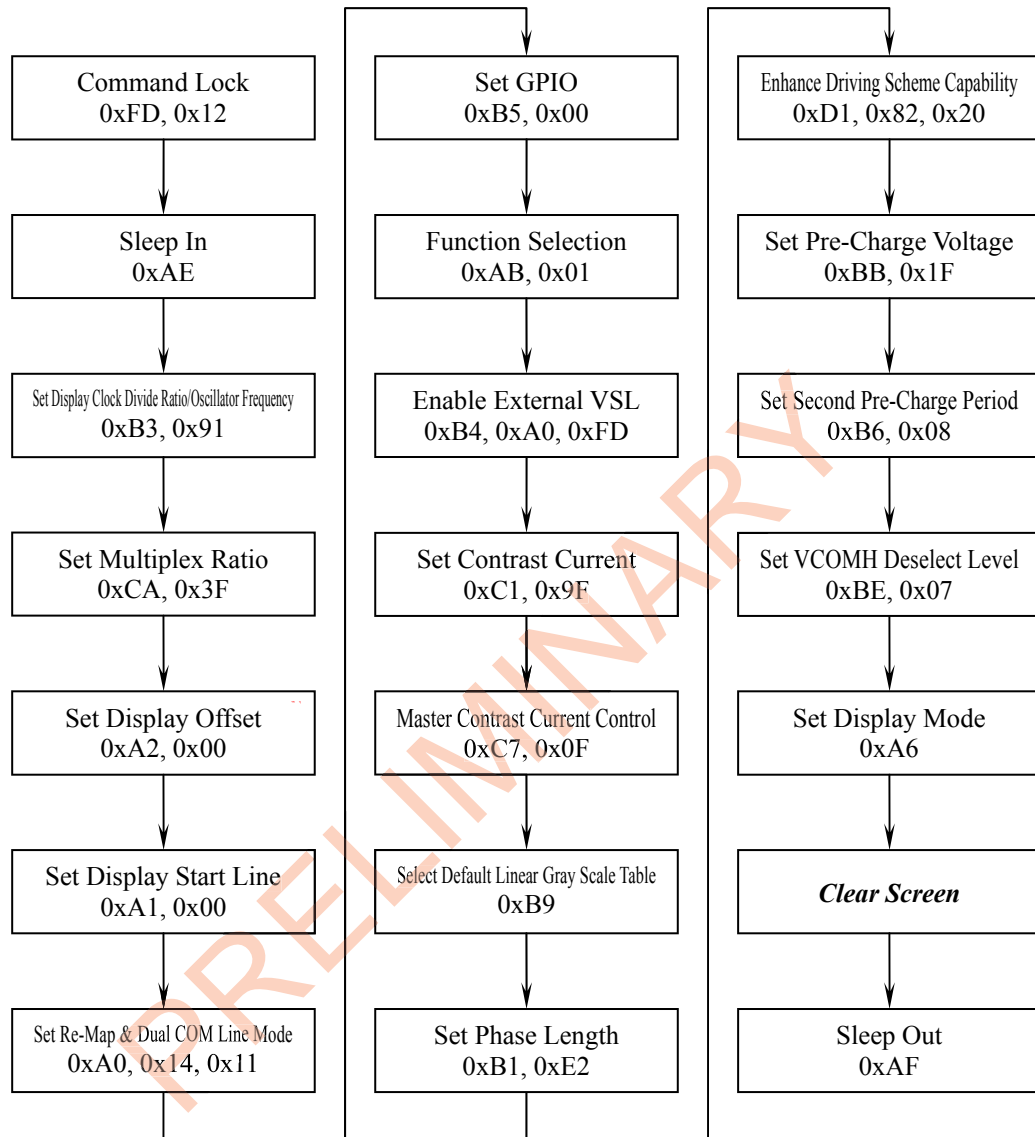 Command Lock
0xFD, 0x12
Sleep In
0xAE
Set Display Clock Divide Ratio/Oscillator Frequency
0xB3, 0x91
Set Multiplex Ratio
0xCA, 0x3F
Set Display Offset
0xA2, 0x00
Set Display Start Line
0xA1, 0x00
Set Re-Map & Dual COM Line Mode
0xA0, 0x14, 0x11
Set GPIO
0xB5, 0x00
Function Selection
0xAB, 0x01
Enable External VSL
0xB4, 0xA0, 0xFD
Set Contrast Current
0xC1, 0x9F
Master Contrast Current Control
0xC7, 0x0F
Select Default Linear Gray Scale Table
0xB9
Set Phase Length
0xB1, 0xE2
Enhance Driving Scheme Capability
0xD1, 0x82, 0x20
Set Pre-Charge Voltage
0xBB, 0x1F
Set Second Pre-Charge Period
0xB6, 0x08
Set VCOMH Deselect Level
0xBE, 0x07
Set Display Mode
0xA6
Clear Screen
Sleep Out
0xAF
PRELIMINARY